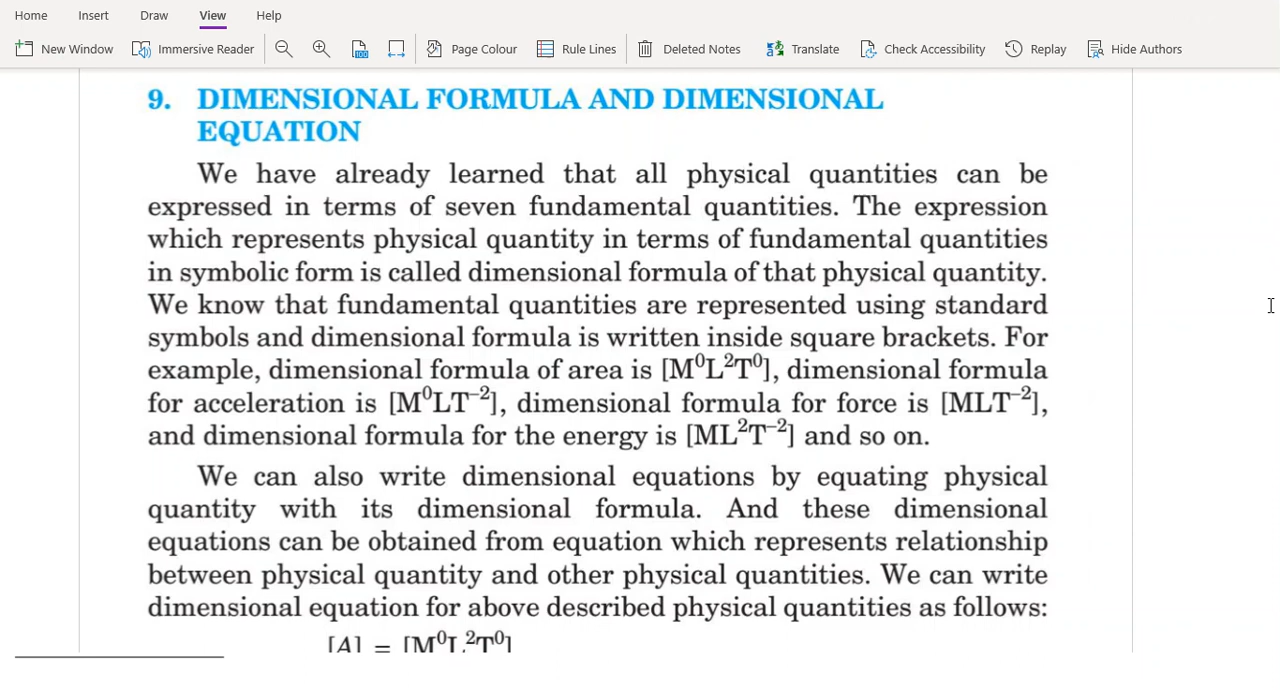 Home Insert Draw View Help
New Window Immersive Reader 100 Page Colour Rule Lines Deleted Notes Translate Check Accessibility Replay Hide Authors
9. DIMENSIONAL FORMULA AND DIMENSIONAL
EQUATION
We have already learned that all physical quantities can be
expressed in terms of seven fundamental quantities. The expression
which represents physical quantity in terms of fundamental quantities
in symbolic form is called dimensional formula of that physical quantity.
We know that fundamental quantities are represented using standard
symbols and dimensional formula is written inside square brackets. For
example, dimensional formula of area is [M⁰L²T⁰], dimensional formula
for acceleration is [M⁰LT⁻²], dimensional formula for force is [MLT⁻²],
and dimensional formula for the energy is [ML²T⁻²] and so on.
We can also write dimensional equations by equating physical
quantity with its dimensional formula. And these dimensional
equations can be obtained from equation which represents relationship
between physical quantity and other physical quantities. We can write
dimensional equation for above described physical quantities as follows:
[A] = [M⁰L²T⁰]